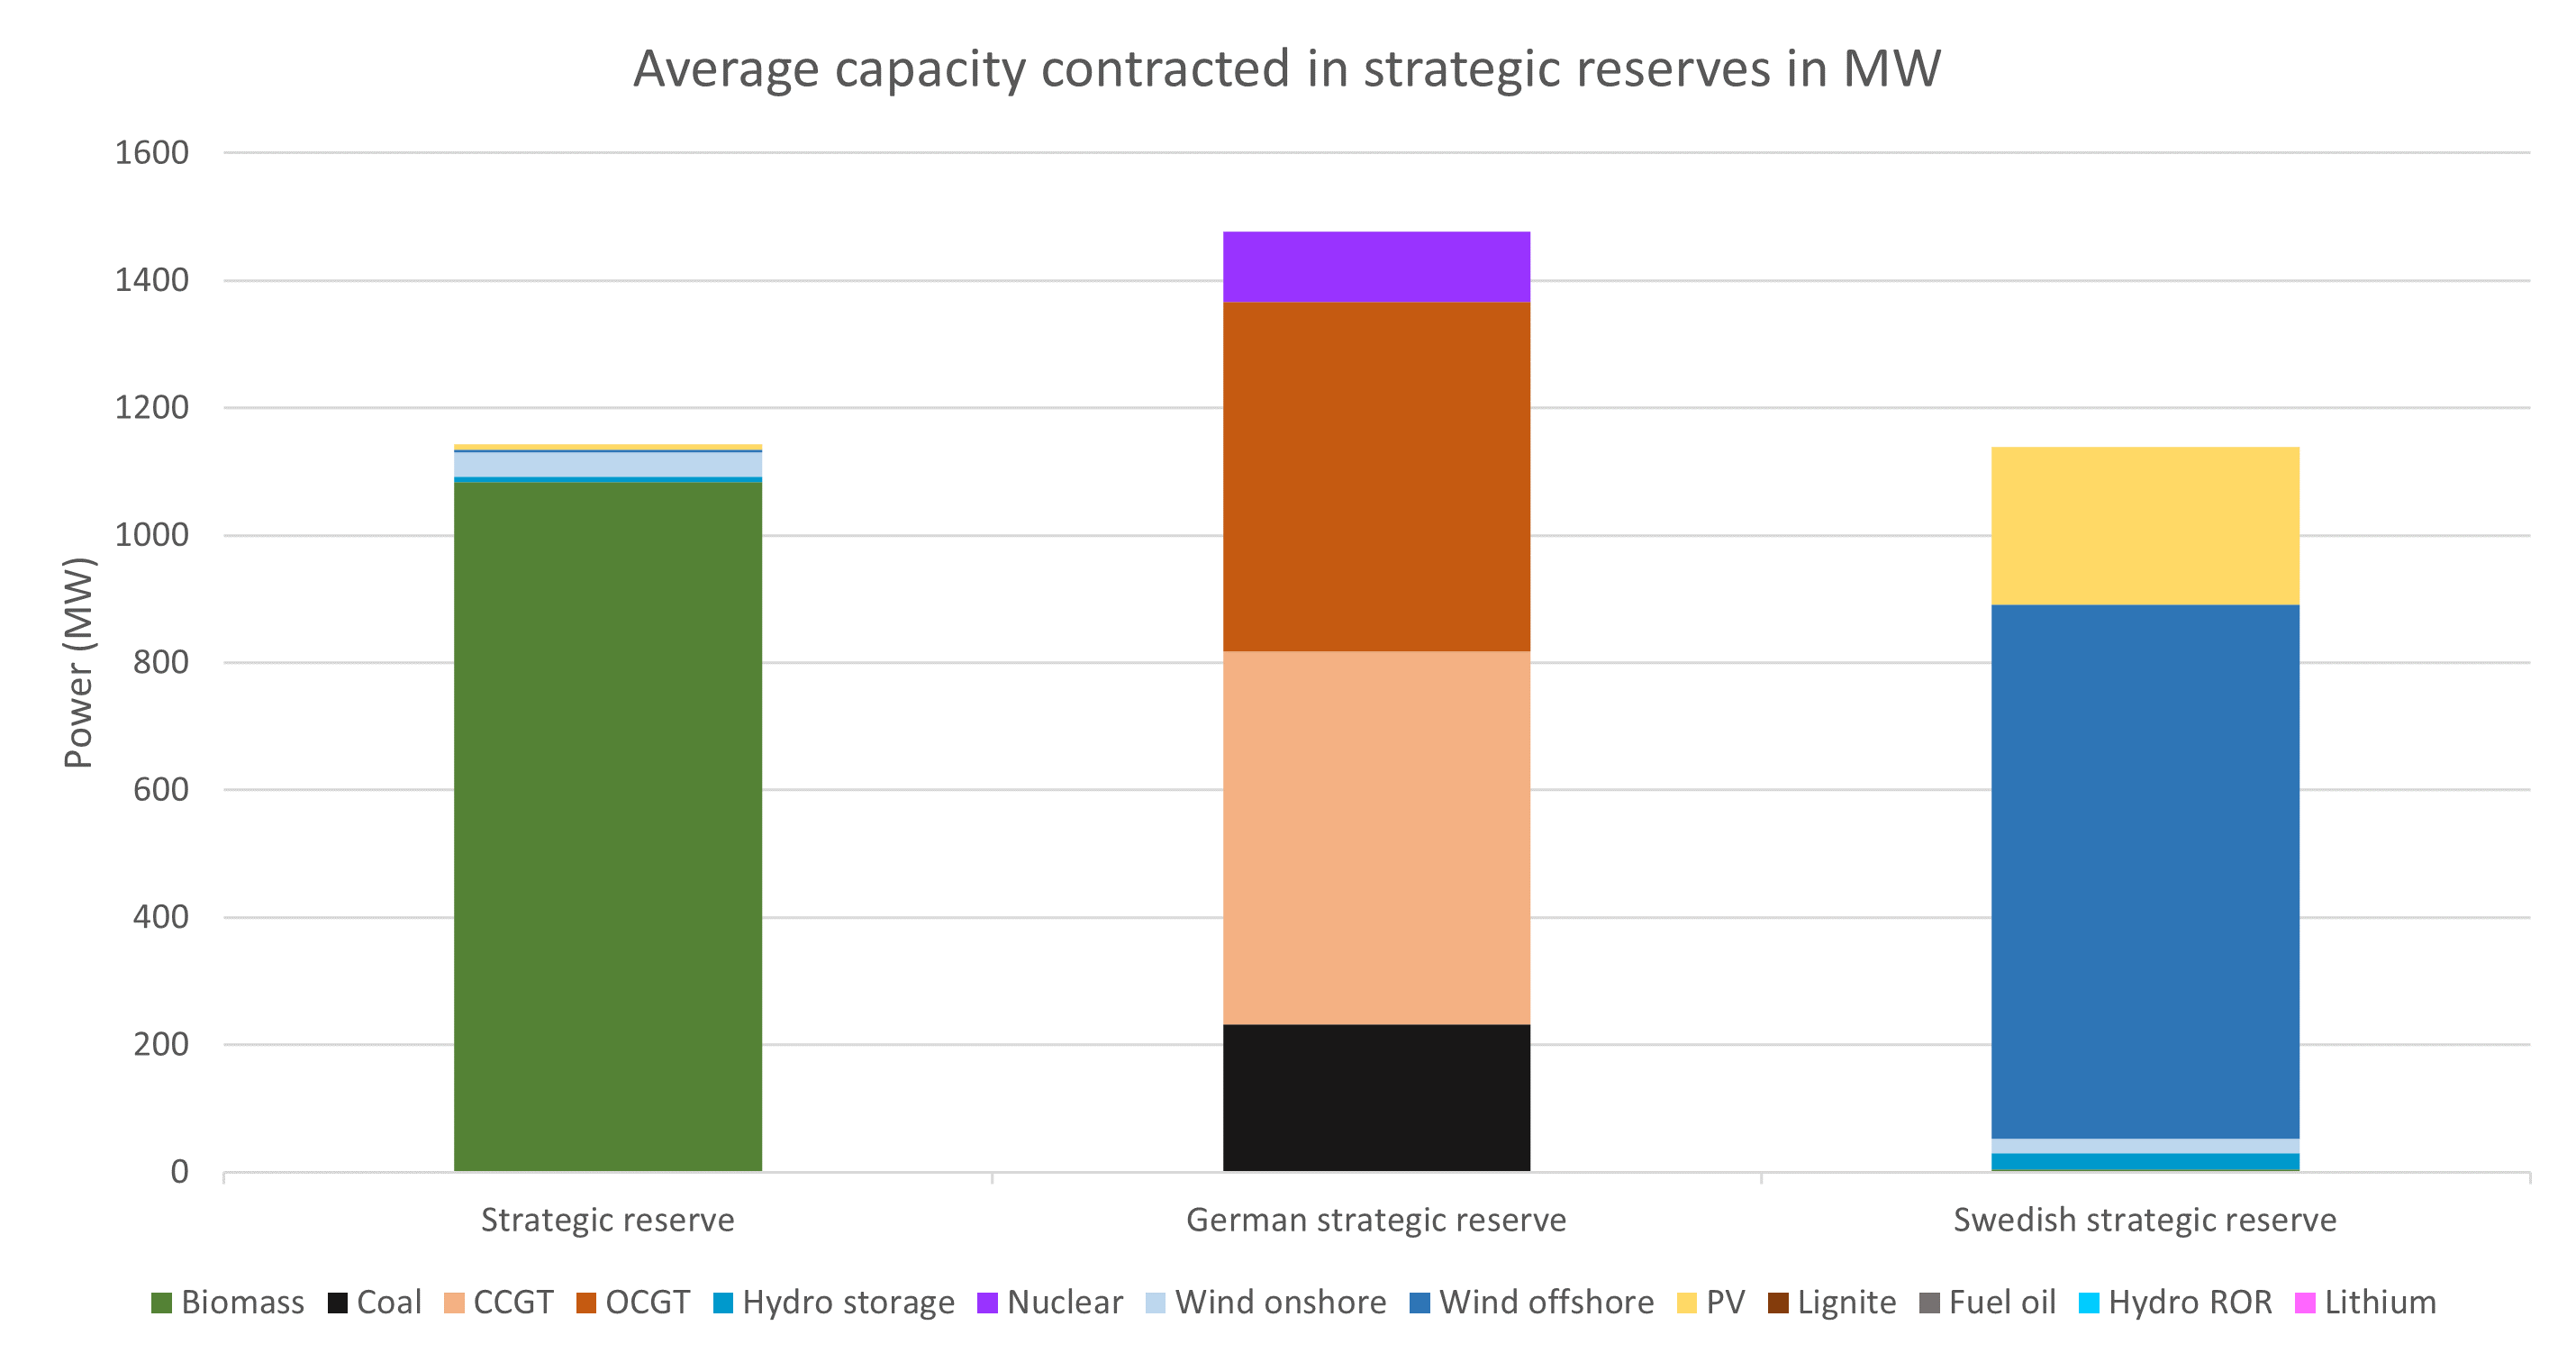 Average capacity contracted in strategic reserves in MW
1600
1400
1200
1000
800
600
400
200
0
Power (MW)
Strategic reserve
German strategic reserve
Swedish strategic reserve
Biomass Coal CCGT OCGT Hydro storage Nuclear Wind onshore Wind offshore PV Lignite Fuel oil Hydro ROR Lithium